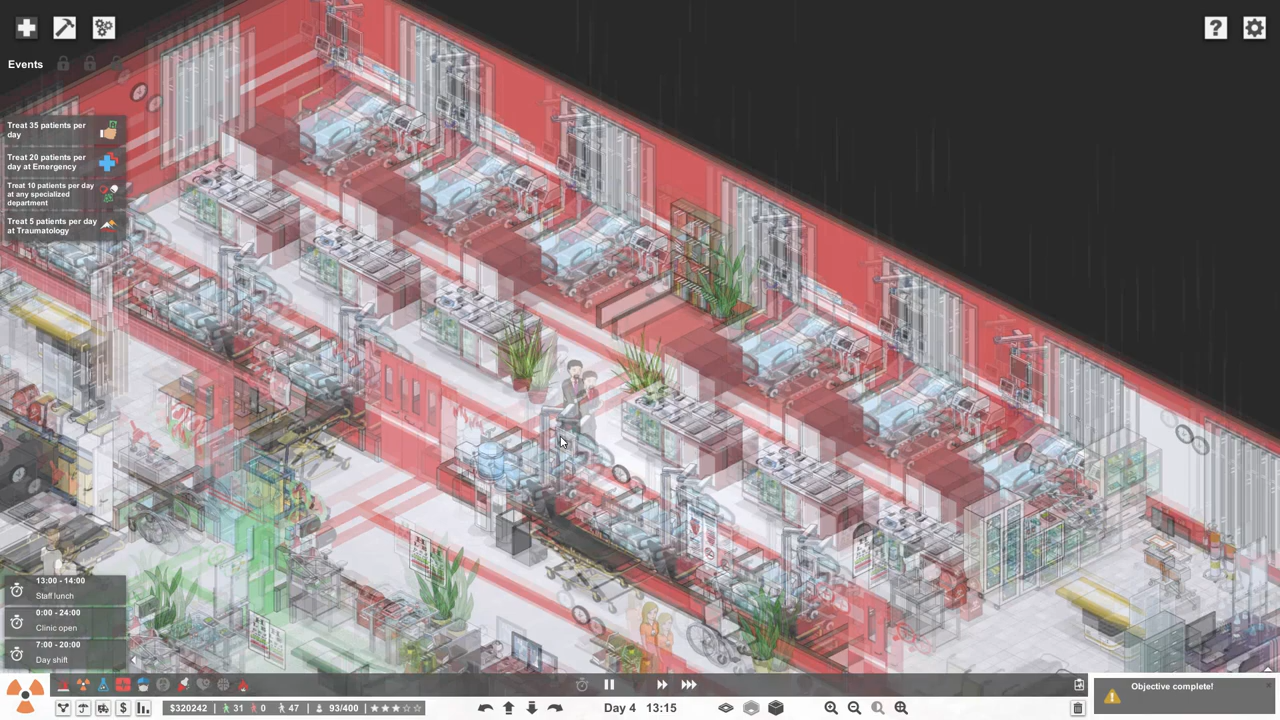 ?
Events
Treat 35 patients per
day
Treat 20 patients per
day at Emergency
Treat 10 patients per day
at any specialized
department
Treat 5 patients per day
at Traumatology
13:00 - 14:00
Staff lunch
0:00 - 24:00
Clinic open
7:00 - 20:00
Day shift
$320242 | 31 0 | 47 | 93/400 |
Day 4 13:15
Objective complete!